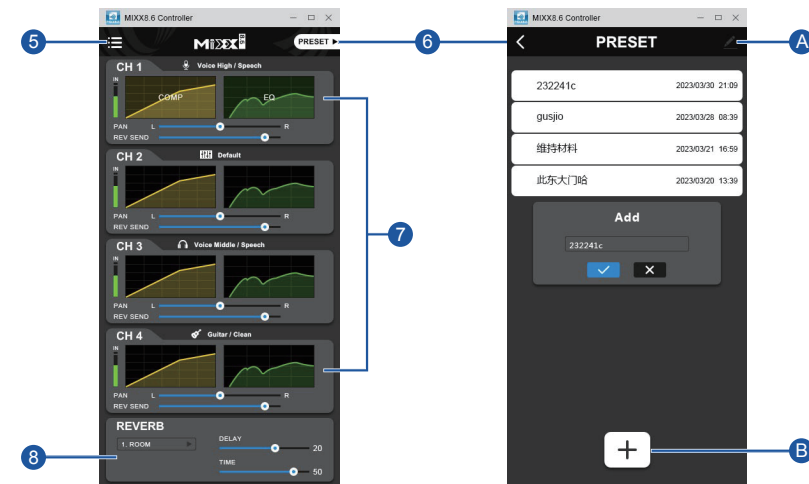 MIXX8.6 Controller
5
MiXX 8.6
PRESET
6
CH 1
Voice High / Speech
IN
COMP
EQ
PAN L R
REV SEND
CH 2
Default
PAN L R
REV SEND
7
CH 3
Voice Middle / Speech
IN
PAN L R
REV SEND
CH 4
Guitar / Clean
IN
PAN L R
REV SEND
REVERB
8
1. ROOM
DELAY
20
TIME
50
MIXX8.6 Controller
PRESET
A
232241c 2023/03/30 21:09
gusjio 2023/03/28 08:39
维持材料 2023/03/21 16:59
此东大门哈 2023/03/20 13:39
Add
232241c
B